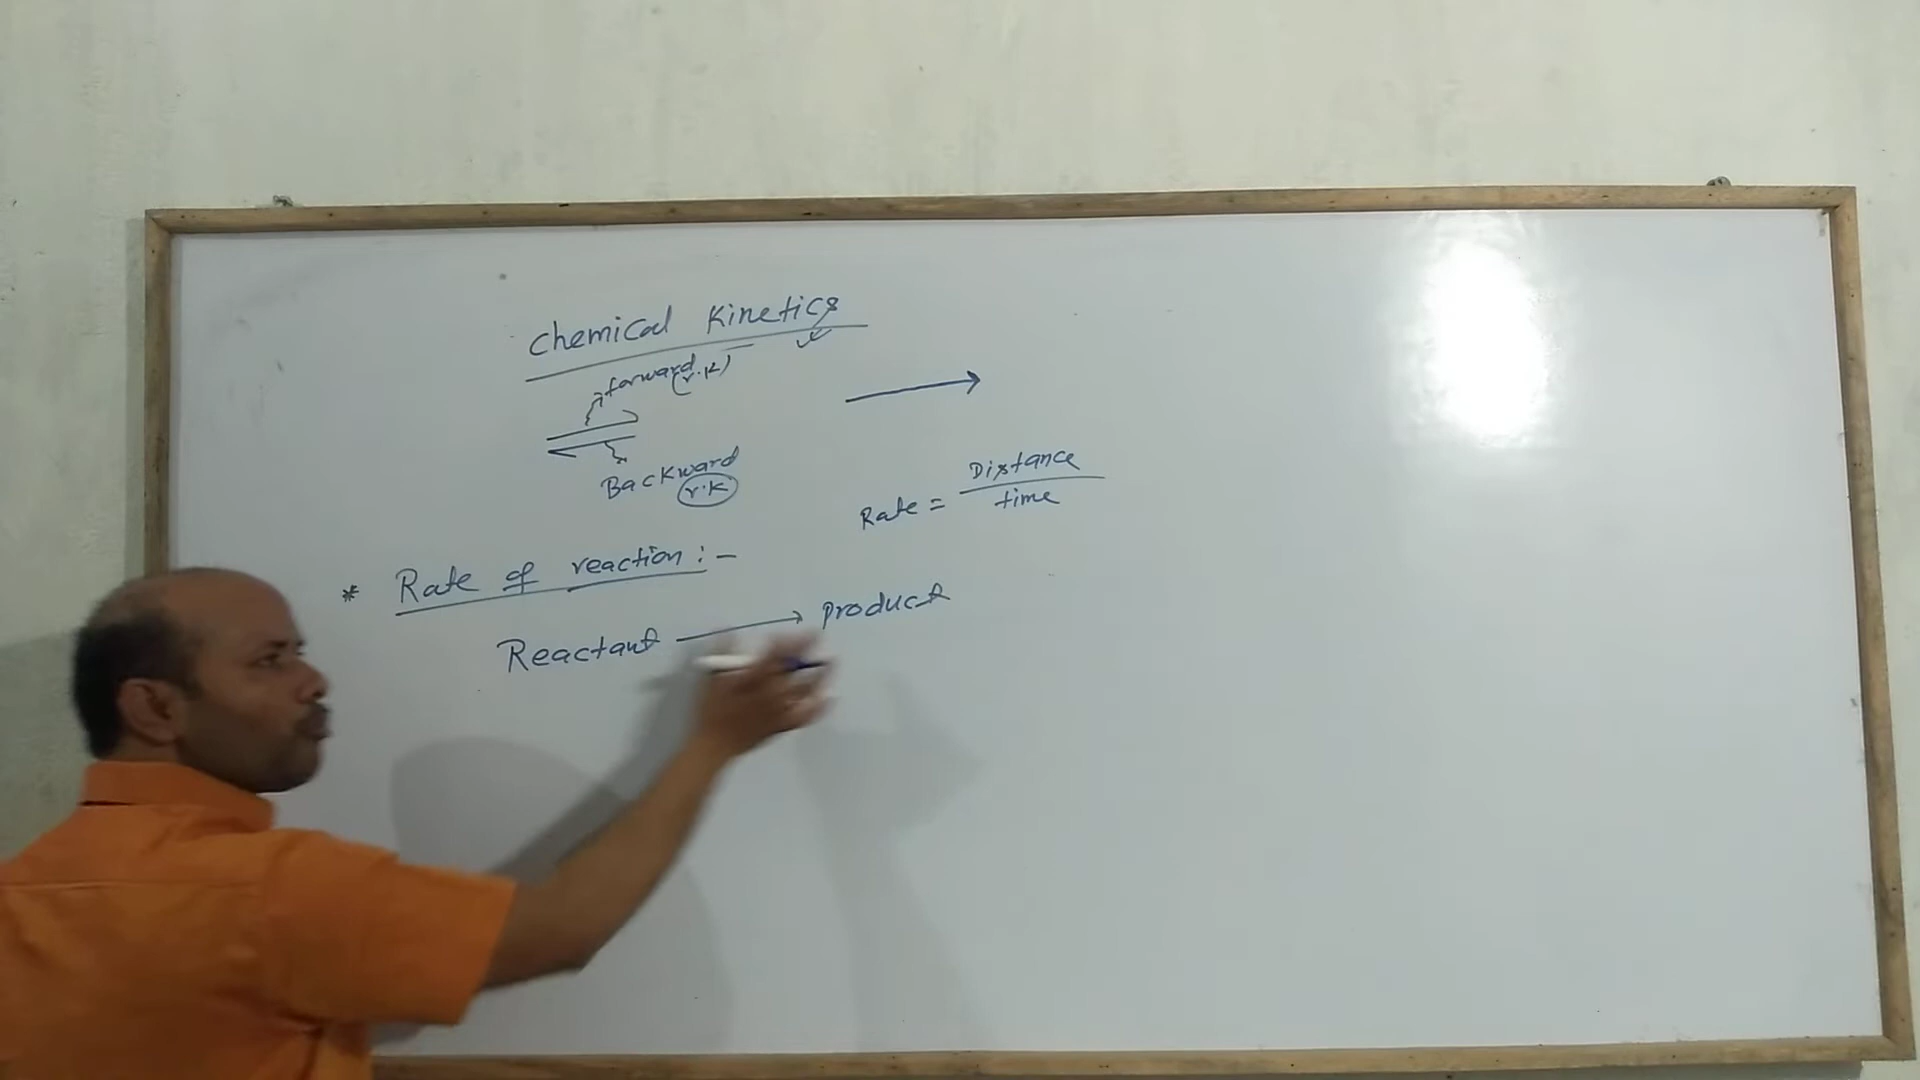 Chemical Kinetics
forward (r.K)
Backward
r.K
Rate = Distance
time
* Rate of reaction :-
Reactant → product